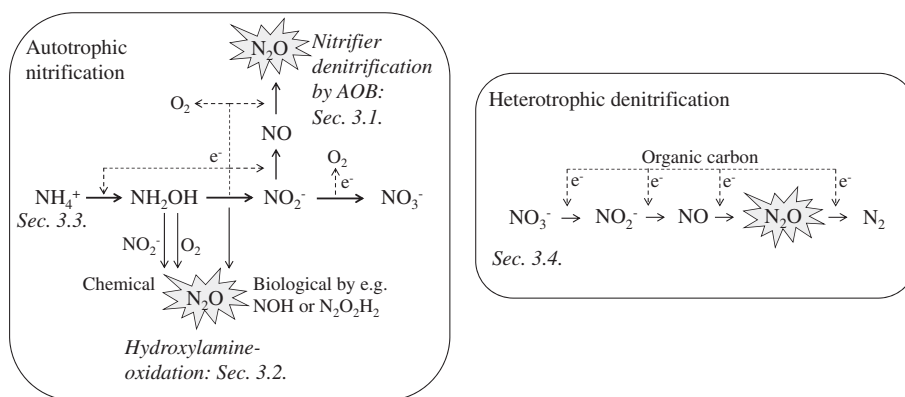 Autotrophic
nitrification
N₂O
Nitrifier
denitrification
by AOB:
Sec. 3.1.
O₂
NO
e⁻
O₂
e⁻
NH₄⁺
NH₂OH
NO₂⁻
NO₃⁻
Sec. 3.3.
NO₂⁻
O₂
Chemical
N₂O
Biological by e.g.
NOH or N₂O₂H₂
Hydroxylamine-
oxidation: Sec. 3.2.
Heterotrophic denitrification
Organic carbon
e⁻ e⁻ e⁻ e⁻
NO₃⁻ NO₂⁻ NO N₂O N₂
Sec. 3.4.